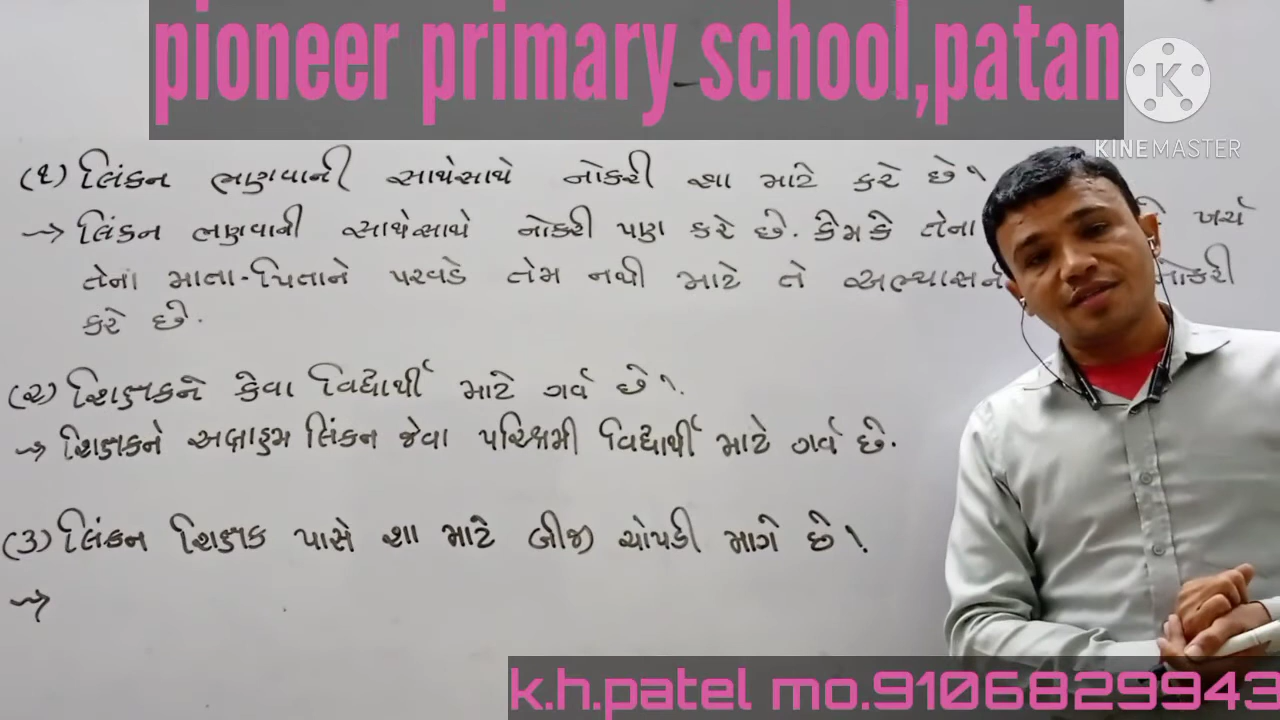 pioneer primary school,patan
K
KINEMASTER
(૧) લિંકન ભણવાની સાથેસાથે નોકરી શા માટે કરે છે?
→ લિંકન ભણવાની સાથેસાથે નોકરી પણ કરે છે. કેમકે તેના ખર્ચ
તેના માતા-પિતાને પરવડે તેમ નથી માટે તે નોકરી
કરે છે.
(૨) શિક્ષકને કેવા વિદ્યાર્થી માટે ગર્વ છે?
→ શિક્ષકને અબ્રાહમ લિંકન જેવા પરિશ્રમી વિદ્યાર્થી માટે ગર્વ છે.
(૩) લિંકન શિક્ષક પાસે શા માટે બીજી ચોપડી માગે છે?
→
k.h.patel mo.9106829943